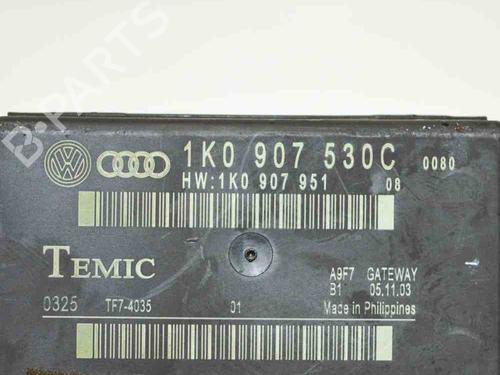 1K0 907 530C 0080
HW:1K0 907 951 08
TEMIC
A9F7 GATEWAY
B1 05.11.03
0325 TF7-4035 01 Made in Philippines